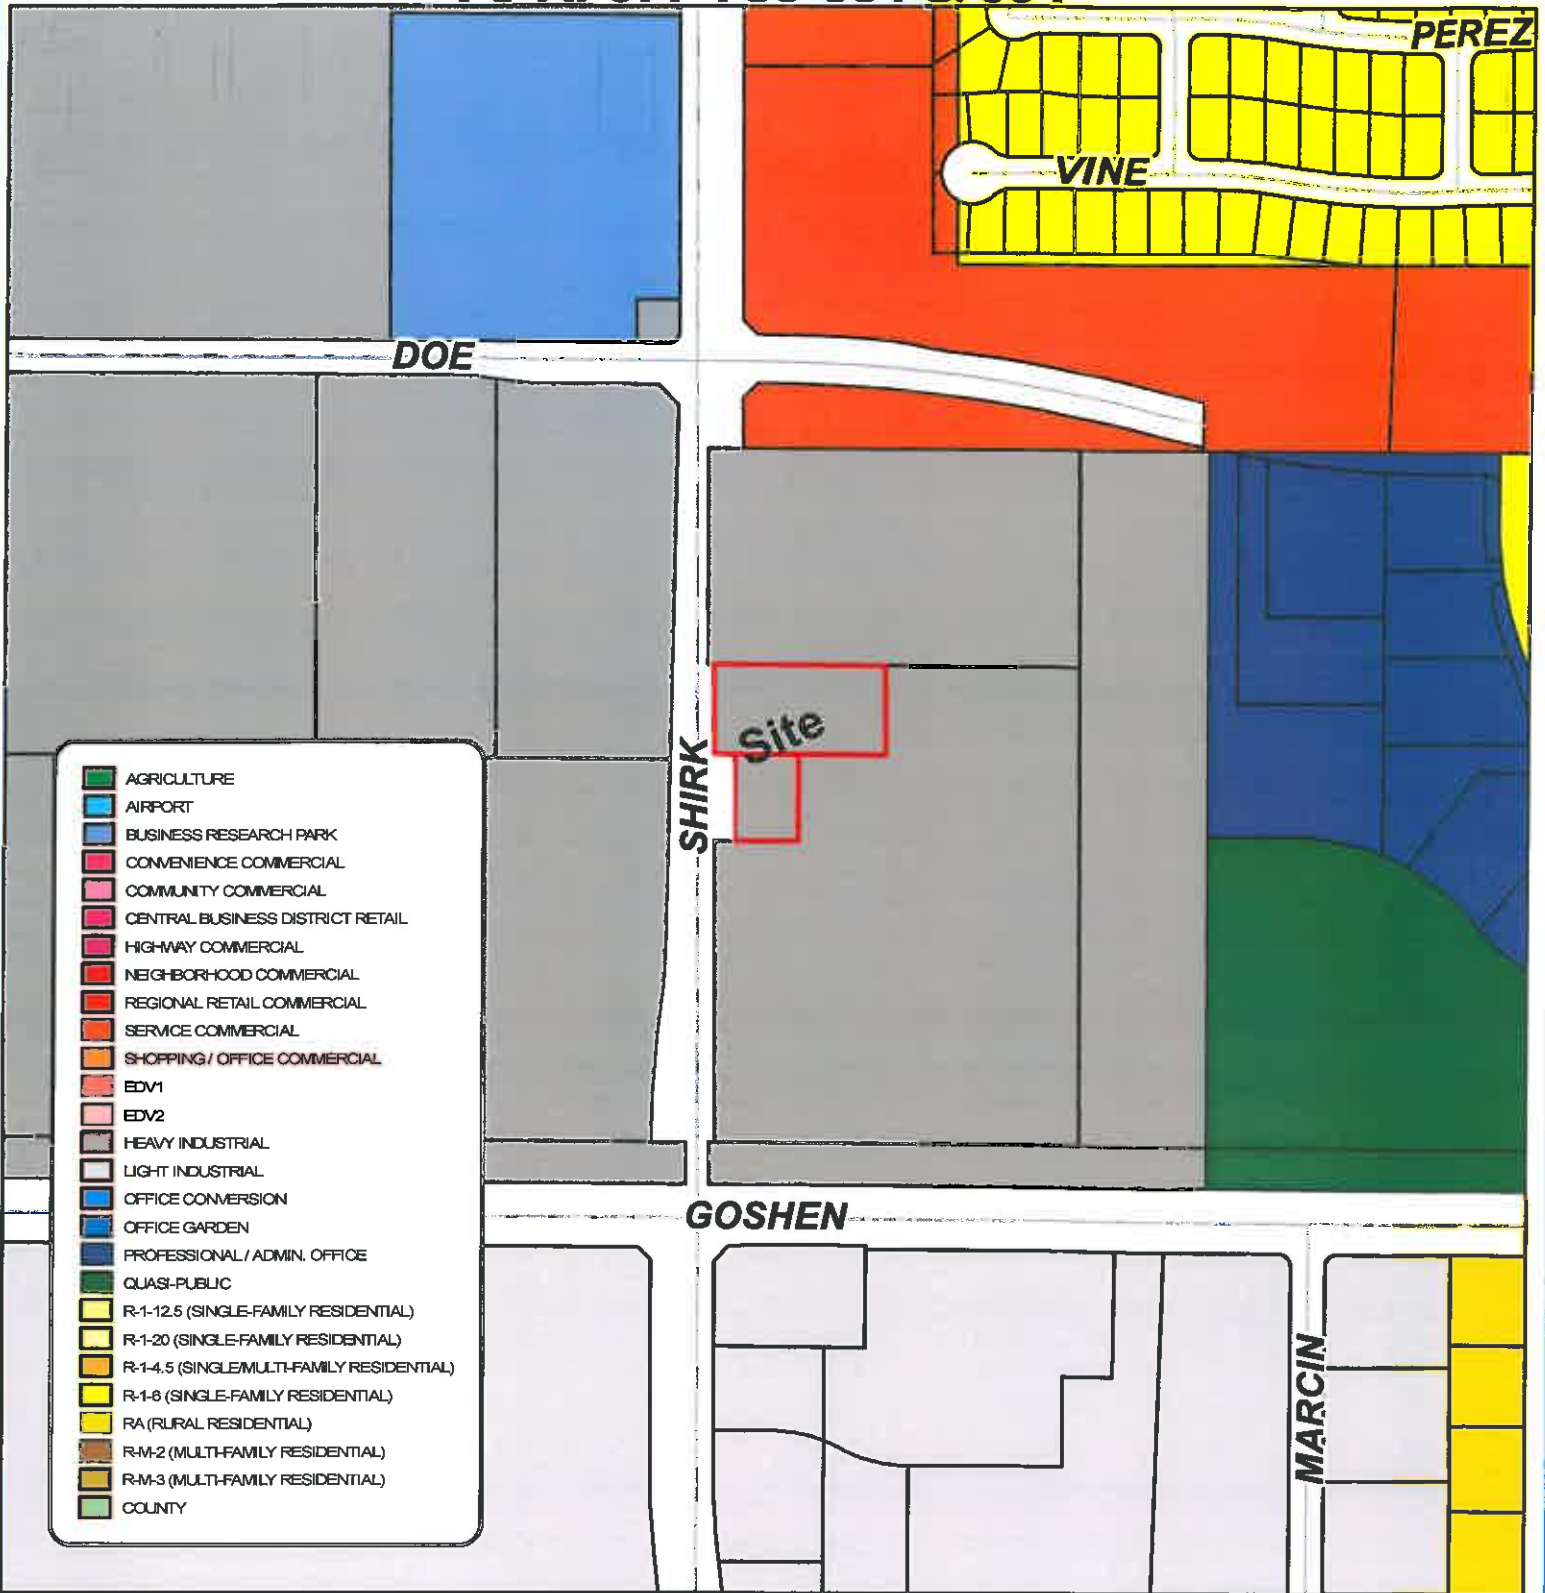 PEREZ
VINE
DOE
Site
SHIRK
AGRICULTURE
AIRPORT
BUSINESS RESEARCH PARK
CONVENIENCE COMMERCIAL
COMMUNITY COMMERCIAL
CENTRAL BUSINESS DISTRICT RETAIL
HIGHWAY COMMERCIAL
NEIGHBORHOOD COMMERCIAL
REGIONAL RETAIL COMMERCIAL
SERVICE COMMERCIAL
SHOPPING / OFFICE COMMERCIAL
EDV1
EDV2
HEAVY INDUSTRIAL
LIGHT INDUSTRIAL
OFFICE CONVERSION
OFFICE GARDEN
PROFESSIONAL / ADMIN. OFFICE
QUASI-PUBLIC
R-1-12.5 (SINGLE-FAMILY RESIDENTIAL)
R-1-20 (SINGLE-FAMILY RESIDENTIAL)
R-1-4.5 (SINGLE/MULTI-FAMILY RESIDENTIAL)
R-1-6 (SINGLE-FAMILY RESIDENTIAL)
RA (RURAL RESIDENTIAL)
R-M-2 (MULTI-FAMILY RESIDENTIAL)
R-M-3 (MULTI-FAMILY RESIDENTIAL)
COUNTY
GOSHEN
MARCIN